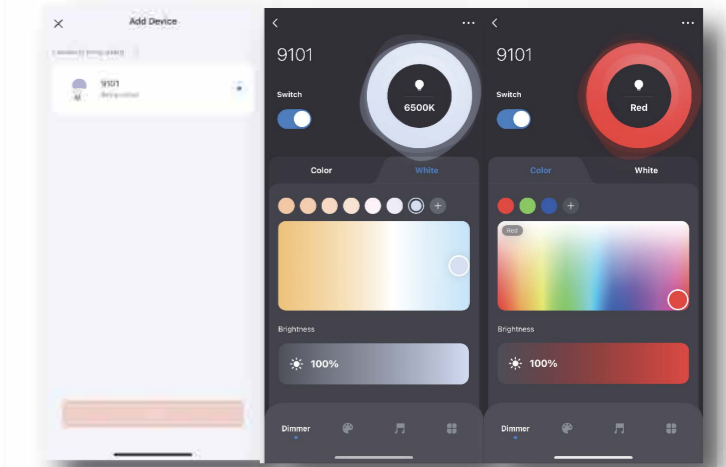 Add Device
9101
9101
Switch
6500K
Color
White
Brightness
100%
Dimmer
9101
Switch
Red
Color
White
Red
Brightness
100%
Dimmer